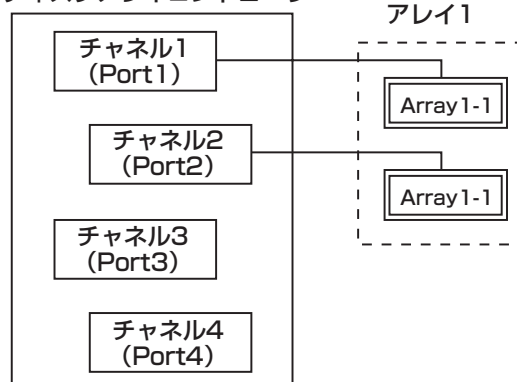 アレイ1
チャネル1
(Port1)
Array1-1
チャネル2
(Port2)
Array1-1
チャネル3
(Port3)
チャネル4
(Port4)